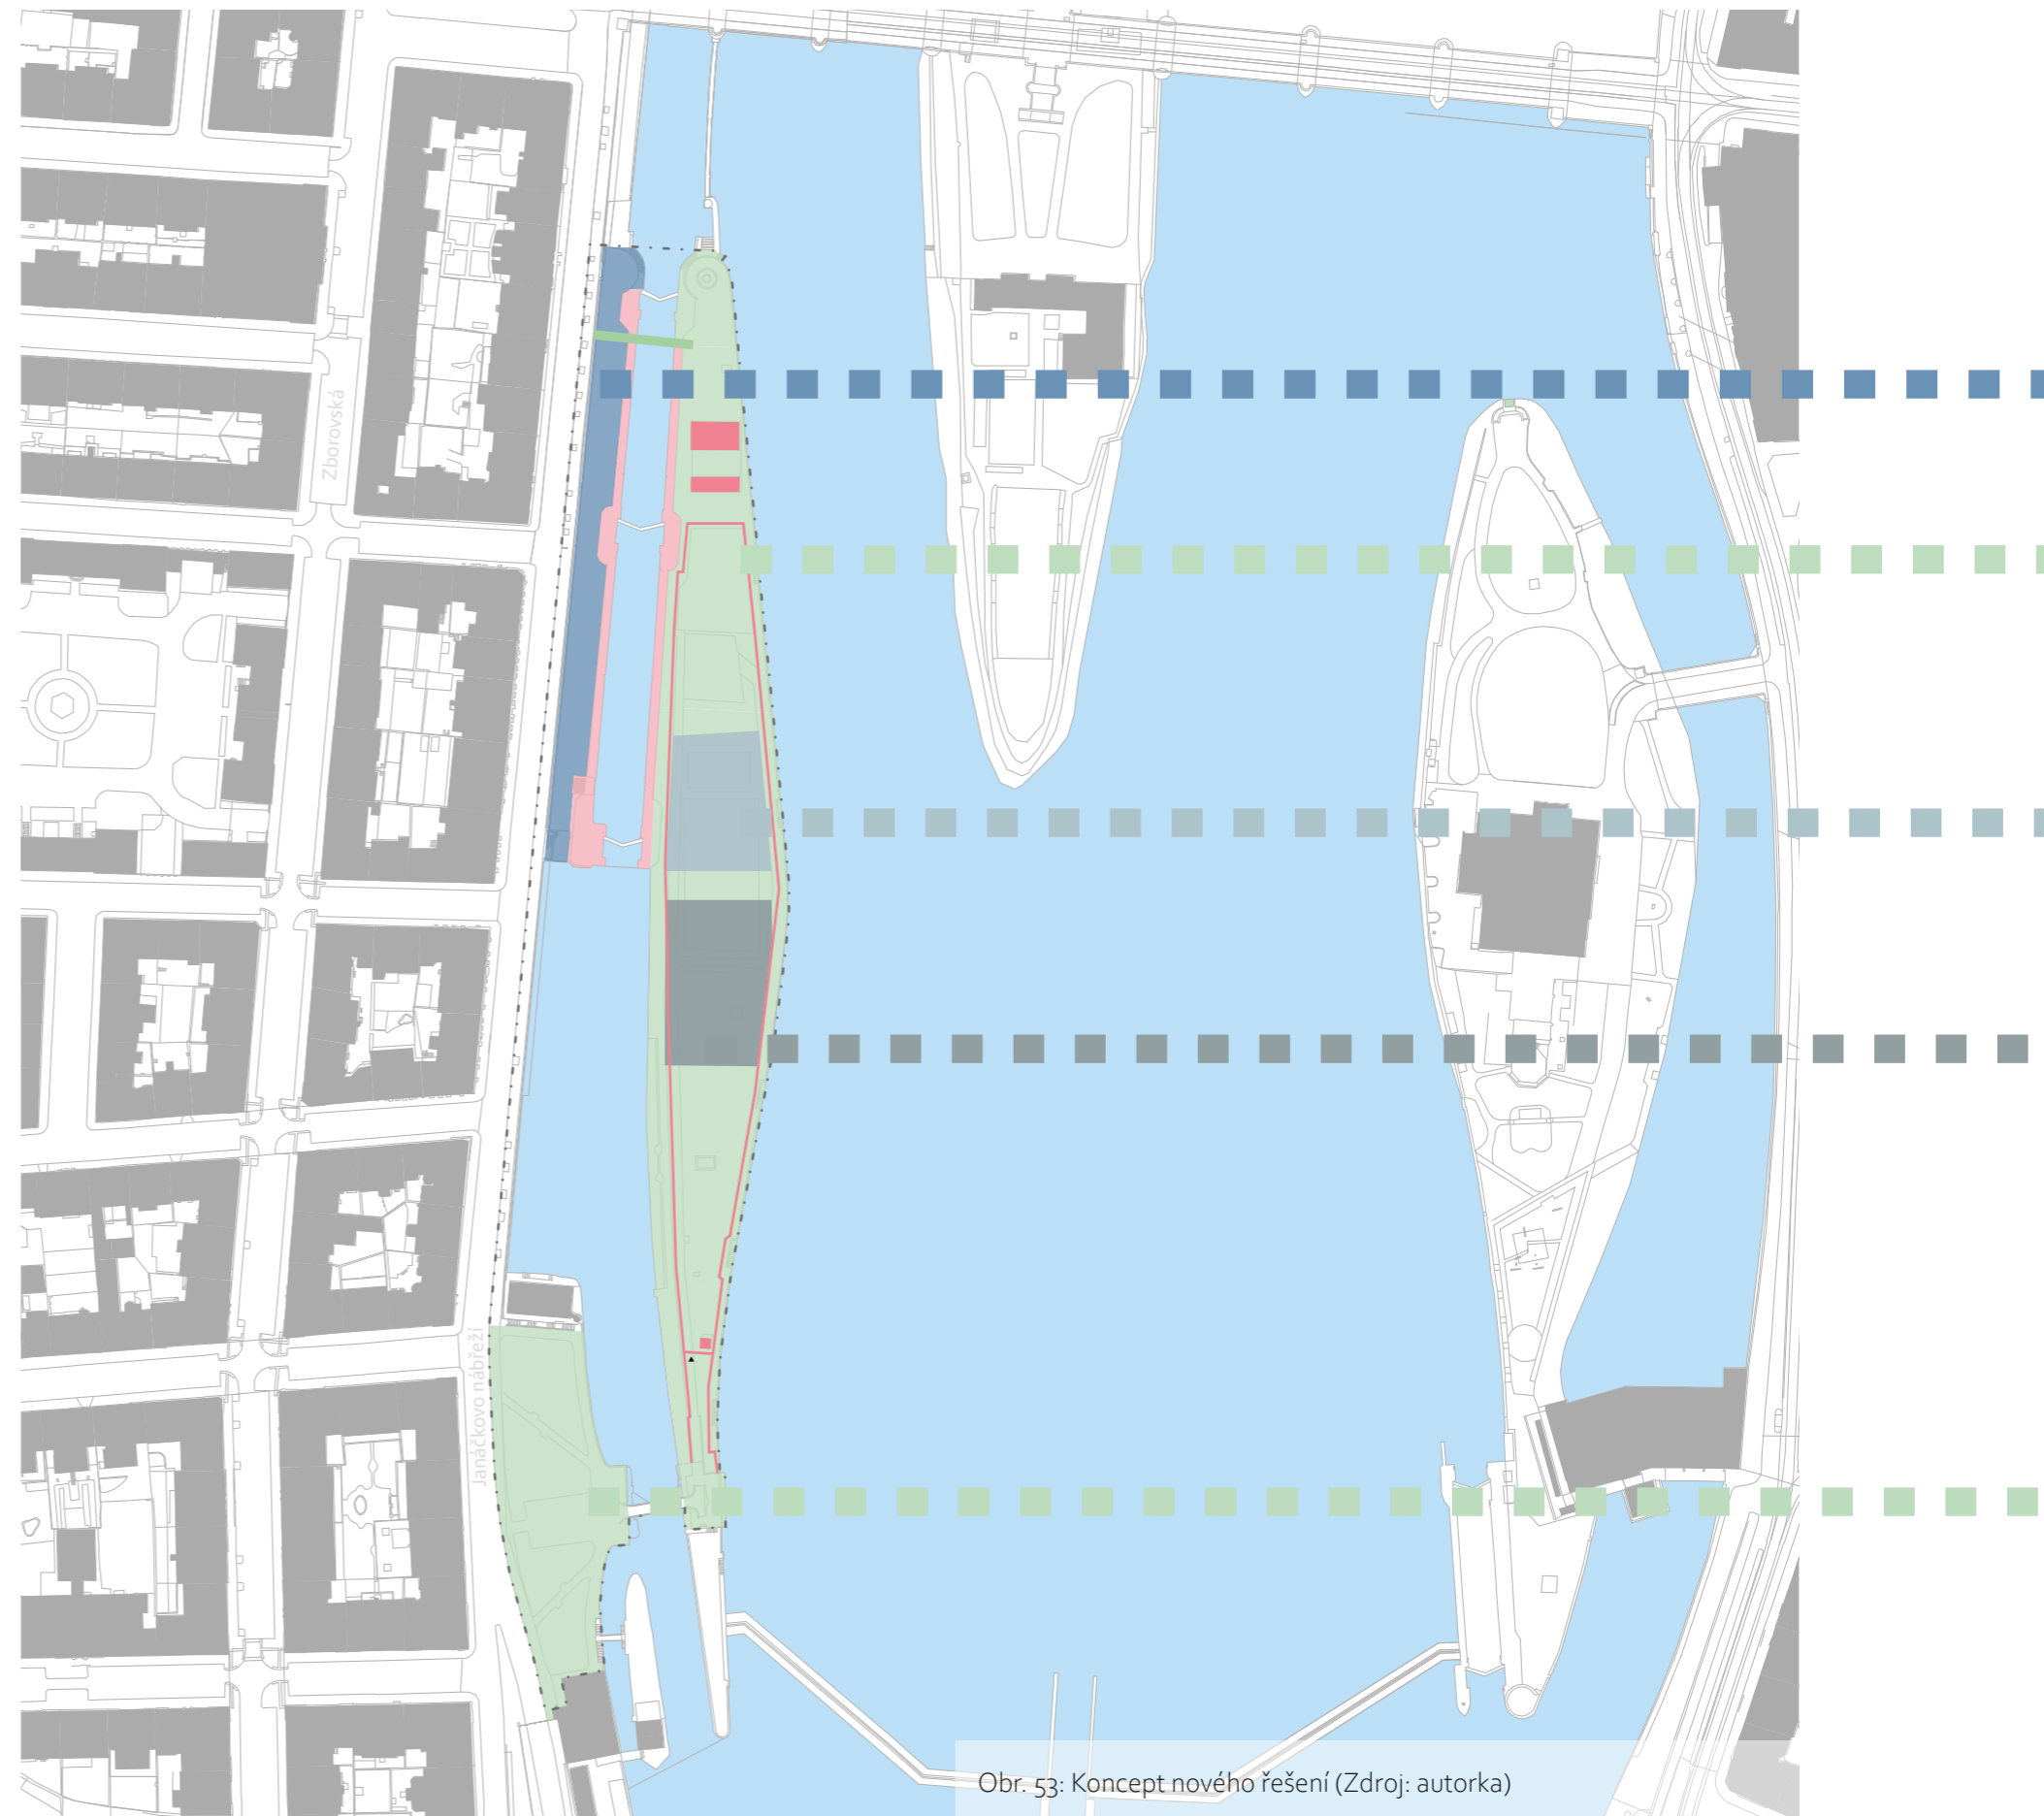 Zborovská
Janáčkovo nábřeží
Obr. 53: Koncept nového řešení (Zdroj: autorka)